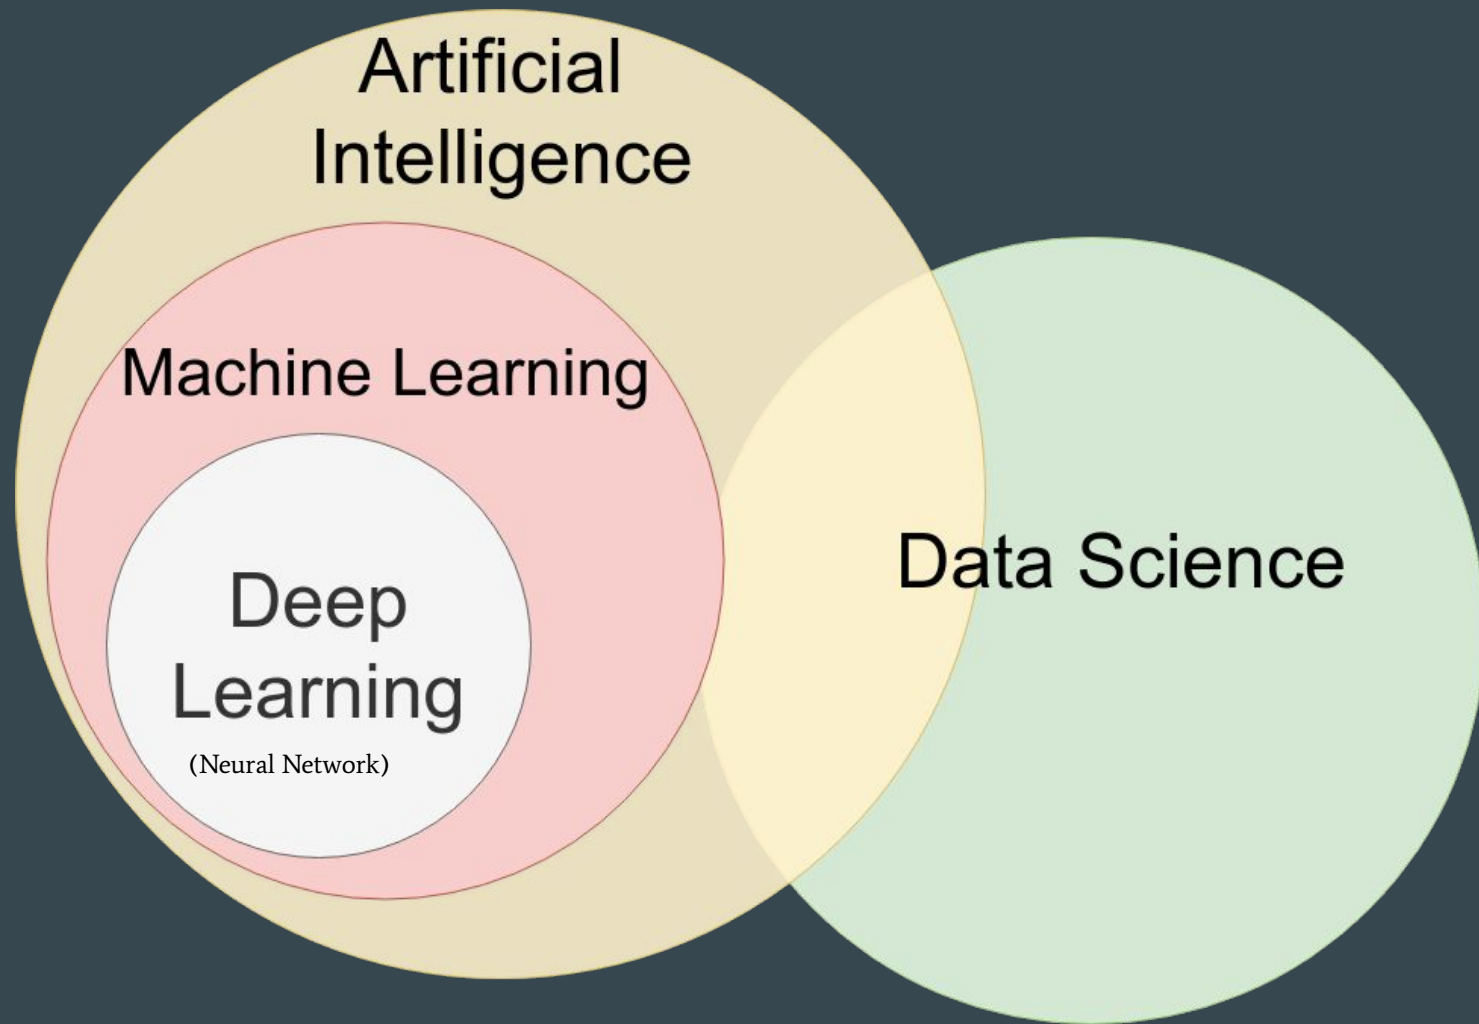 Artificial
Intelligence
Machine Learning
Data Science
Deep
Learning
(Neural Network)